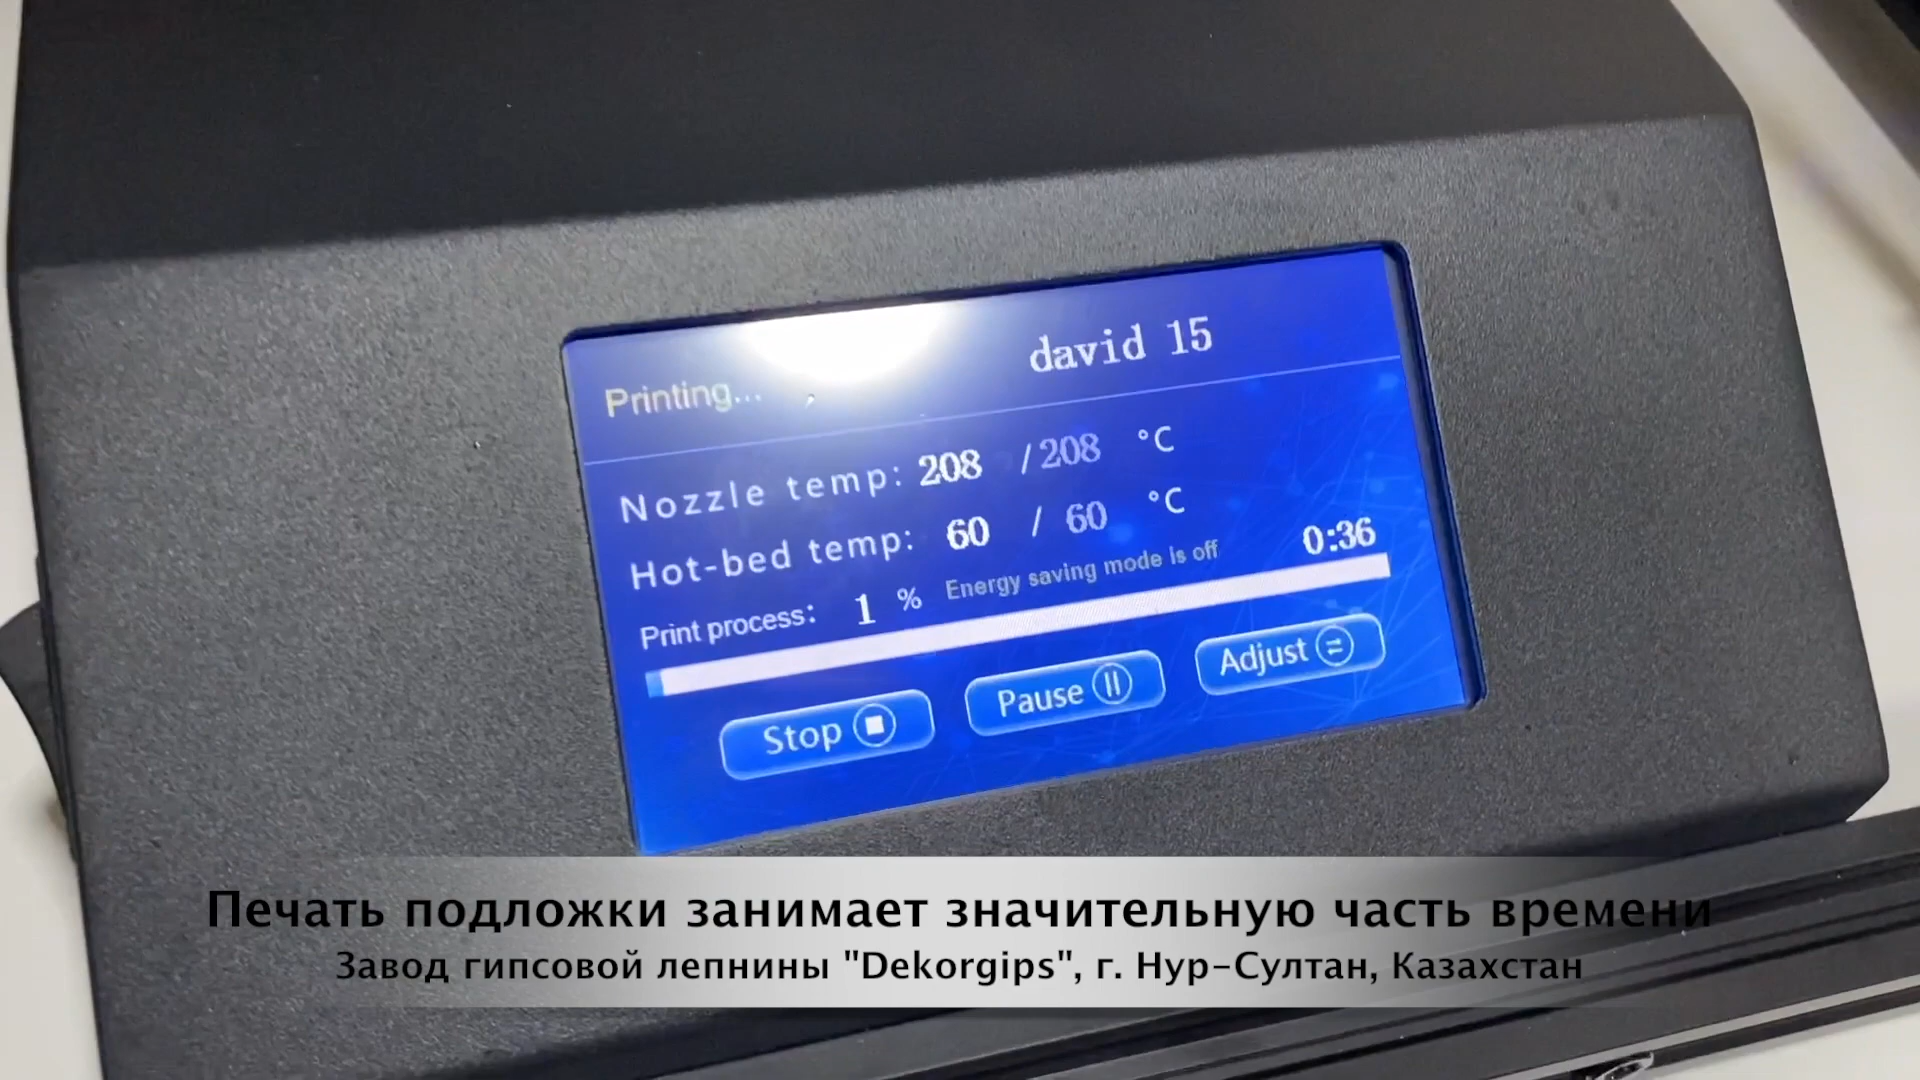 Printing... david 15
Nozzle temp: 208 / 208 °C
Hot-bed temp: 60 / 60 °C
Print process: 1 % Energy saving mode is off 0:36
Stop Pause Adjust
Печать подложки занимает значительную часть времени
Завод гипсовой лепнины "Dekorgips", г. Нур-Султан, Казахстан